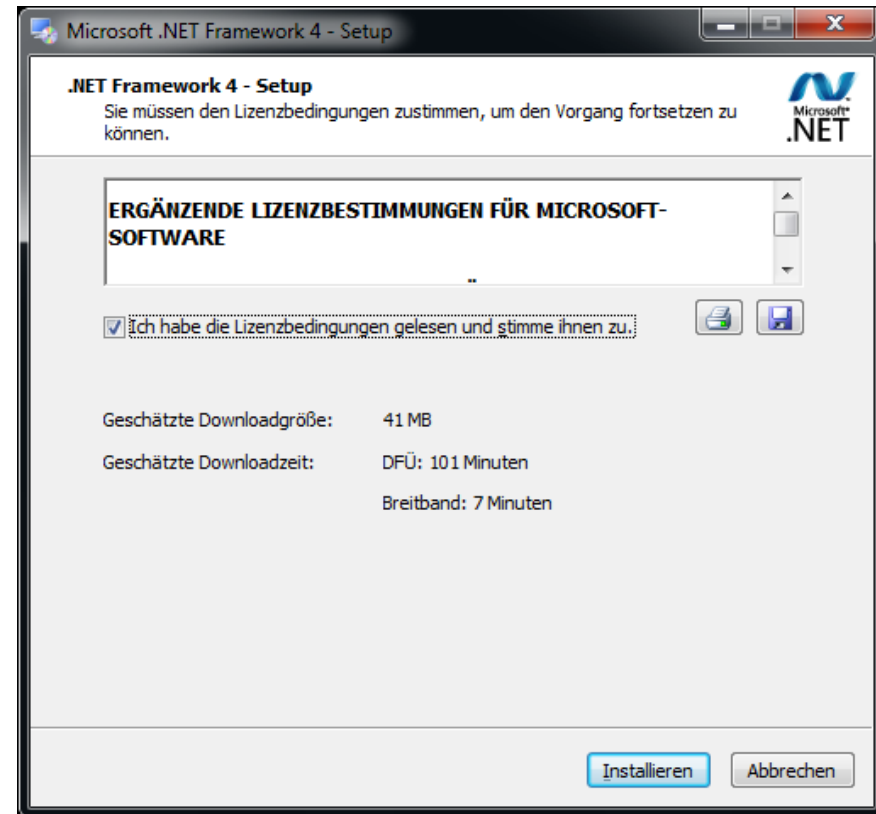 Microsoft .NET Framework 4 - Setup
.NET Framework 4 - Setup
Sie müssen den Lizenzbedingungen zustimmen, um den Vorgang fortsetzen zu
können.
Microsoft
.NET
ERGÄNZENDE LIZENZBESTIMMUNGEN FÜR MICROSOFT-
SOFTWARE
Ich habe die Lizenzbedingungen gelesen und stimme ihnen zu.
Geschätzte Downloadgröße: 41 MB
Geschätzte Downloadzeit: DFÜ: 101 Minuten
Breitband: 7 Minuten
Installieren Abbrechen